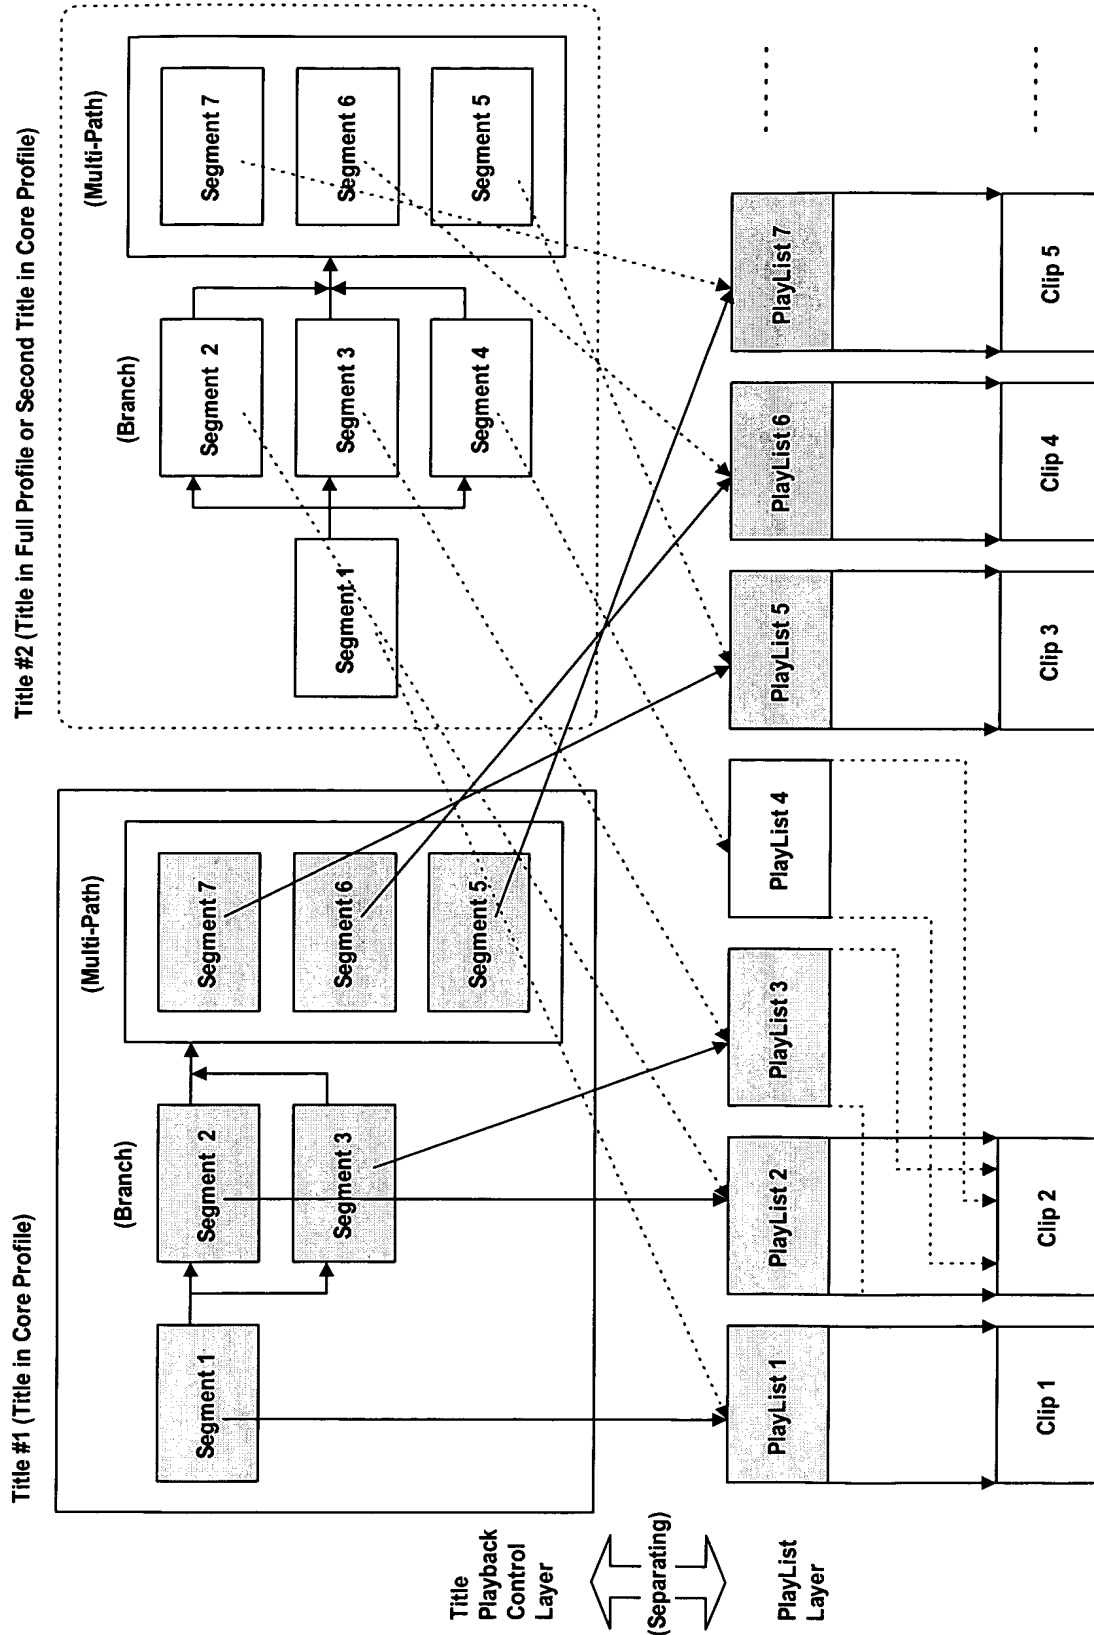 Title #1 (Title in Core Profile)
Title #2 (Title in Full Profile or Second Title in Core Profile)
(Branch)
(Multi-Path)
Segment 1
Segment 2
Segment 3
Segment 7
Segment 6
Segment 5
(Branch)
(Multi-Path)
Segment 1
Segment 2
Segment 3
Segment 4
Segment 7
Segment 6
Segment 5
Title
Playback
Control
Layer
(Separating)
PlayList
Layer
PlayList 1
PlayList 2
PlayList 3
PlayList 4
PlayList 5
PlayList 6
PlayList 7
Clip 1
Clip 2
Clip 3
Clip 4
Clip 5